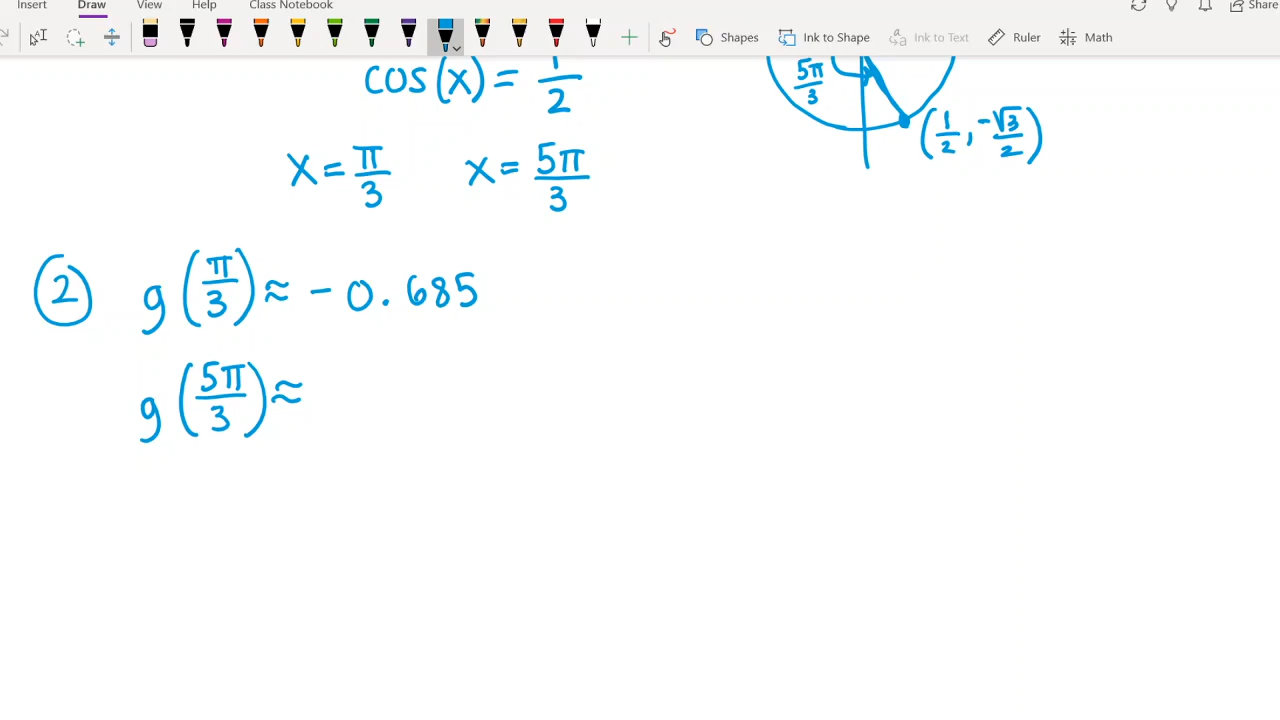 Insert Draw View Help Class Notebook Share
Shapes Ink to Shape Ink to Text Ruler Math
cos(x) = 1/2
5π/3
(1/2, -√3/2)
x = π/3 x = 5π/3
② g(π/3) ≈ -0.685
g(5π/3) ≈